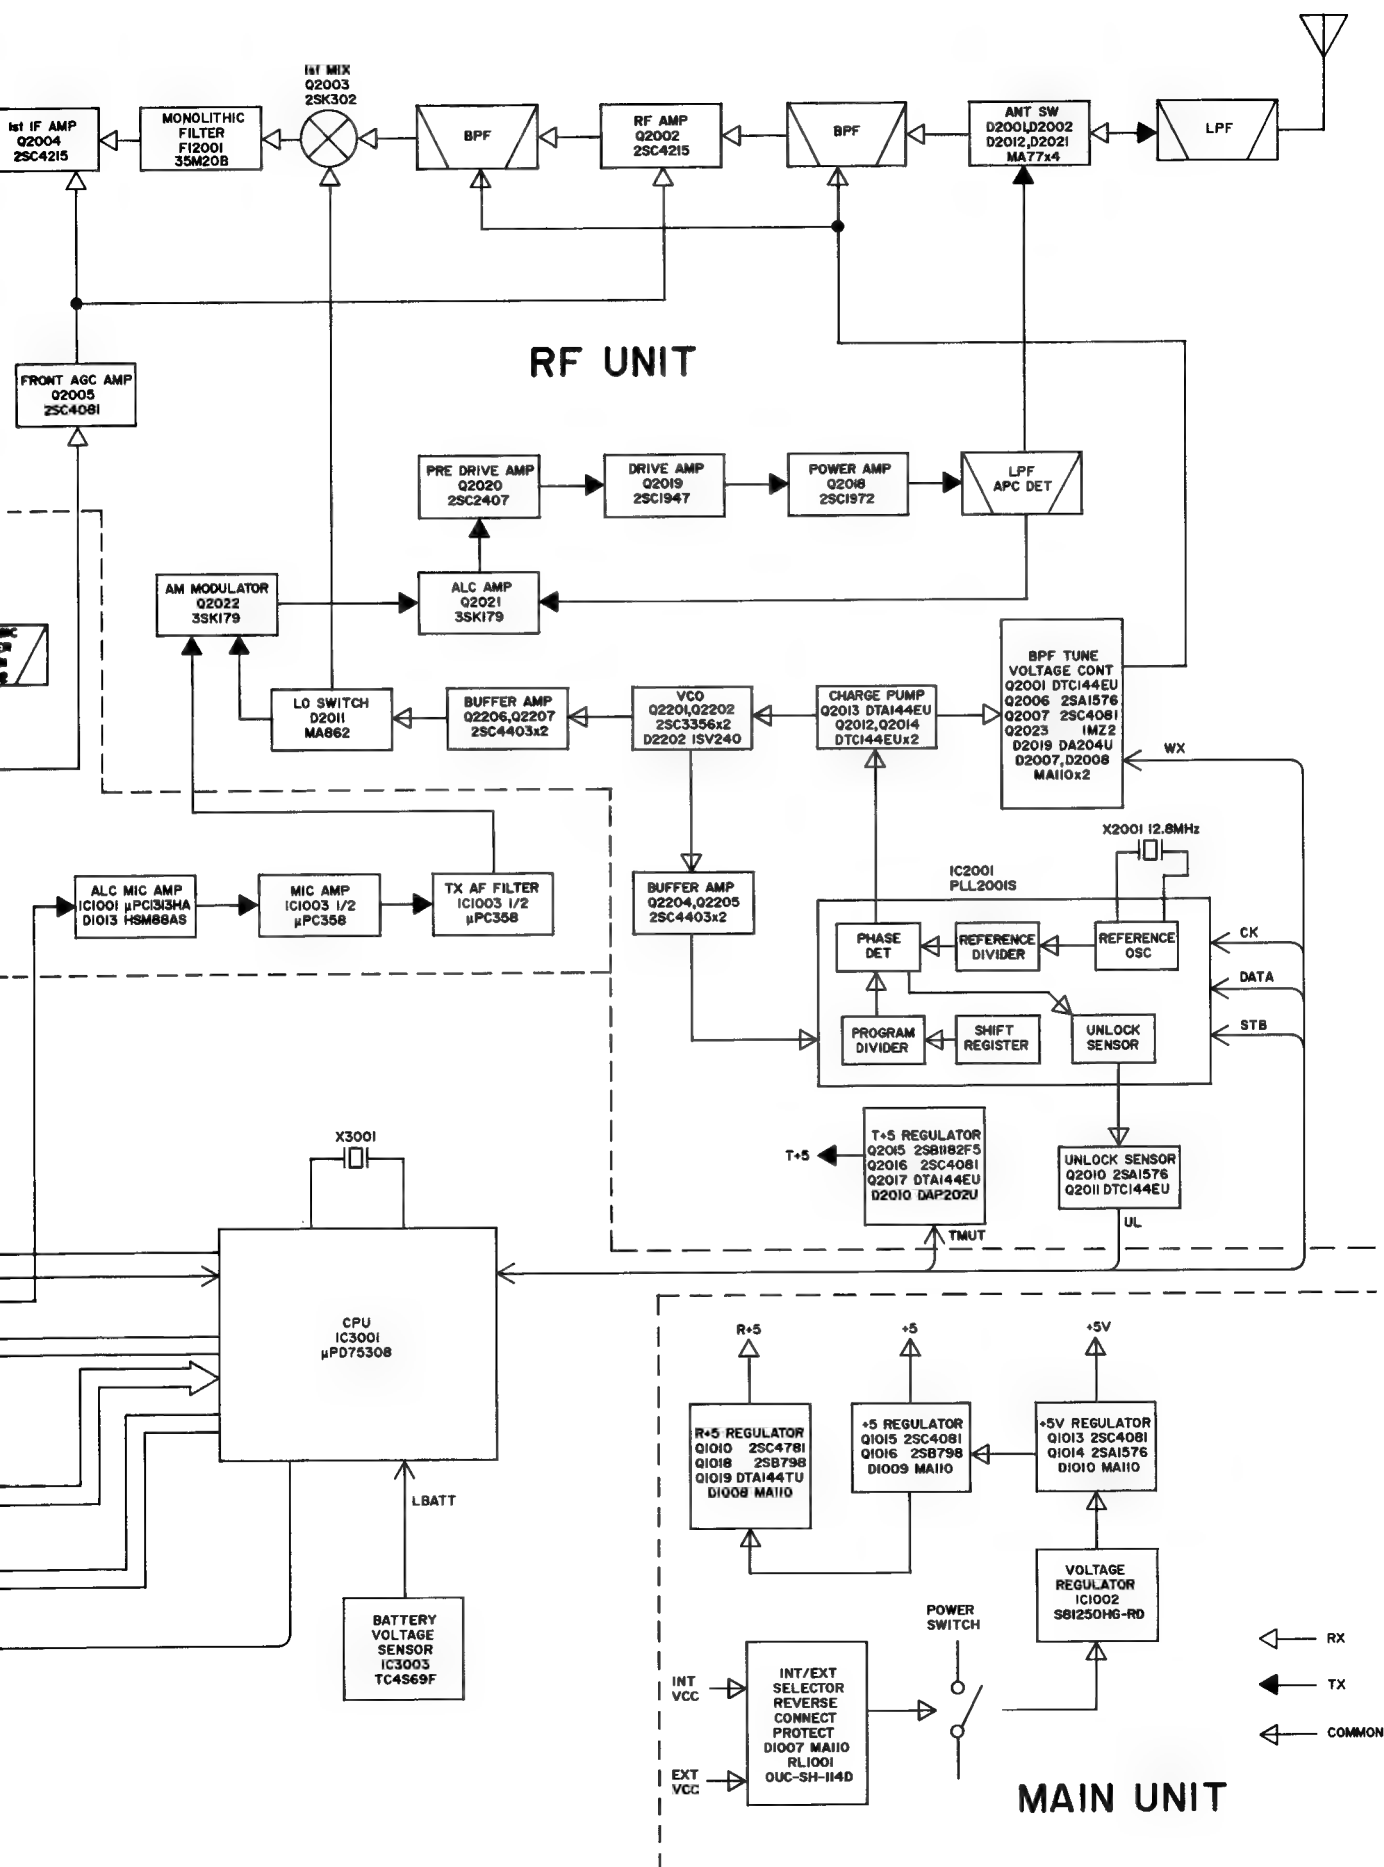 1st MIX
Q2003
2SK302
1st IF AMP
Q2004
2SC4215
MONOLITHIC
FILTER
FI2001
35M20B
BPF
RF AMP
Q2002
2SC4215
BPF
ANT SW
D2001,D2002
D2012,D2021
MA77x4
LPF
RF UNIT
FRONT AGC AMP
Q2005
2SC4081
PRE DRIVE AMP
Q2020
2SC2407
DRIVE AMP
Q2019
2SC1947
POWER AMP
Q2018
2SC1972
LPF
APC DET
AM MODULATOR
Q2022
3SK179
ALC AMP
Q2021
3SK179
LO SWITCH
D2011
MA862
BUFFER AMP
Q2206,Q2207
2SC4403x2
VCO
Q2201,Q2202
2SC3356x2
D2202 1SV240
CHARGE PUMP
Q2013 DTA144EU
Q2012,Q2014
DTC144EUx2
BPF TUNE
VOLTAGE CONT
Q2001 DTC144EU
Q2006 2SA1576
Q2007 2SC4081
Q2023 IMZ2
D2019 DA204U
D2007,D2008
MA110x2
WX
X2001 12.8MHz
ALC MIC AMP
IC1001 µPC1313HA
D1013 HSM88AS
MIC AMP
IC1003 1/2
µPC358
TX AF FILTER
IC1003 1/2
µPC358
BUFFER AMP
Q2204,Q2205
2SC4403x2
IC2001
PLL2001S
PHASE
DET
REFERENCE
DIVIDER
REFERENCE
OSC
CK
DATA
STB
PROGRAM
DIVIDER
SHIFT
REGISTER
UNLOCK
SENSOR
T+5
T+5 REGULATOR
Q2015 2SB1182F5
Q2016 2SC4081
Q2017 DTA144EU
D2010 DAP202U
UNLOCK SENSOR
Q2010 2SA1576
Q2011 DTC144EU
UL
TMUT
X3001
CPU
IC3001
µPD75308
LBATT
BATTERY
VOLTAGE
SENSOR
IC3003
TC4S69F
R+5
+5
+5V
R+5 REGULATOR
Q1010 2SC4781
Q1018 2SB798
Q1019 DTA144TU
D1008 MA110
+5 REGULATOR
Q1015 2SC4081
Q1016 2SB798
D1009 MA110
+5V REGULATOR
Q1013 2SC4081
Q1014 2SA1576
D1010 MA110
VOLTAGE
REGULATOR
IC1002
S81250HG-RD
POWER
SWITCH
INT
VCC
EXT
VCC
INT/EXT
SELECTOR
REVERSE
CONNECT
PROTECT
D1007 MA110
RL1001
OUC-SH-114D
RX
TX
COMMON
MAIN UNIT